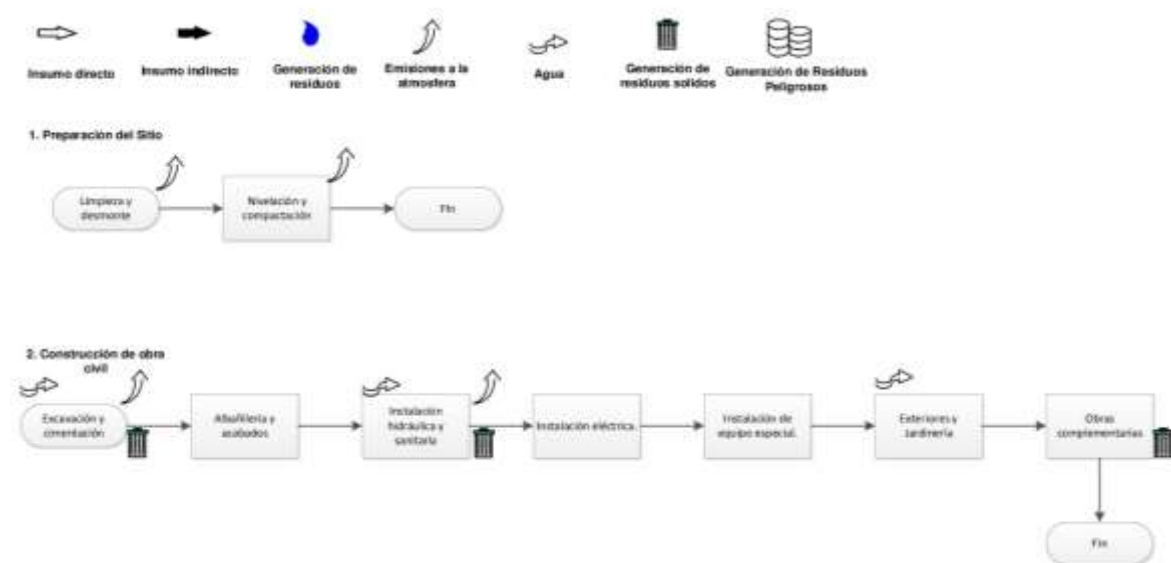 Insumo directo
Insumo indirecto
Generación de
residuos
Emisiones a la
atmosfera
Agua
Generación de
residuos solidos
Generación de Residuos
Peligrosos
1. Preparación del Sitio
Limpieza y
desmonte
Nivelación y
compactación
Fin
2. Construcción de obra
civil
Excavación y
cimentación
Albañilería y
acabados
Instalación
hidráulica y
sanitaria
Instalación eléctrica.
Instalación de
equipo especial.
Exteriores y
Jardinería
Obras
complementarias
Fin